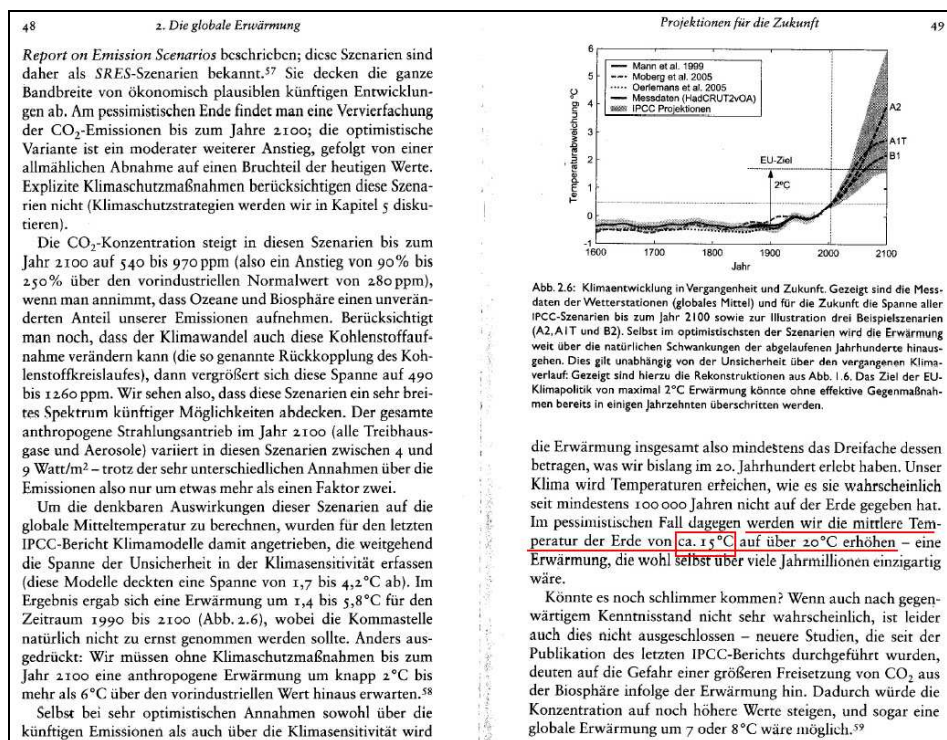 48
2. Die globale Erwärmung
Report on Emission Scenarios beschrieben; diese Szenarien sind
daher als SRES-Szenarien bekannt.⁵⁷ Sie decken die ganze
Bandbreite von ökonomisch plausiblen künftigen Entwicklun-
gen ab. Am pessimistischen Ende findet man eine Vervierfachung
der CO₂-Emissionen bis zum Jahre 2100; die optimistische
Variante ist ein moderater weiterer Anstieg, gefolgt von einer
allmählichen Abnahme auf einen Bruchteil der heutigen Werte.
Explizite Klimaschutzmaßnahmen berücksichtigen diese Szena-
rien nicht (Klimaschutzstrategien werden wir in Kapitel 5 disku-
tieren).
Die CO₂-Konzentration steigt in diesen Szenarien bis zum
Jahr 2100 auf 540 bis 970 ppm (also ein Anstieg von 90% bis
250% über den vorindustriellen Normalwert von 280 ppm),
wenn man annimmt, dass Ozeane und Biosphäre einen unverän-
derten Anteil unserer Emissionen aufnehmen. Berücksichtigt
man noch, dass der Klimawandel auch diese Kohlenstoffauf-
nahme verändern kann (die so genannte Rückkopplung des Koh-
lenstoffkreislaufes), dann vergrößert sich diese Spanne auf 490
bis 1260 ppm. Wir sehen also, dass diese Szenarien ein sehr brei-
tes Spektrum künftiger Möglichkeiten abdecken. Der gesamte
anthropogene Strahlungsantrieb im Jahr 2100 (alle Treibhaus-
gase und Aerosole) variiert in diesen Szenarien zwischen 4 und
9 Watt/m² – trotz der sehr unterschiedlichen Annahmen über die
Emissionen also nur um etwas mehr als einen Faktor zwei.
Um die denkbaren Auswirkungen dieser Szenarien auf die
globale Mitteltemperatur zu berechnen, wurden für den letzten
IPCC-Bericht Klimamodelle damit angetrieben, die weitgehend
die Spanne der Unsicherheit in der Klimasensitivität erfassen
(diese Modelle deckten eine Spanne von 1,7 bis 4,2°C ab). Im
Ergebnis ergab sich eine Erwärmung um 1,4 bis 5,8°C für den
Zeitraum 1990 bis 2100 (Abb. 2.6), wobei die Kommastelle
natürlich nicht zu ernst genommen werden sollte. Anders aus-
gedrückt: Wir müssen ohne Klimaschutzmaßnahmen bis zum
Jahr 2100 eine anthropogene Erwärmung um knapp 2°C bis
mehr als 6°C über den vorindustriellen Wert hinaus erwarten.⁵⁸
Selbst bei sehr optimistischen Annahmen sowohl über die
künftigen Emissionen als auch über die Klimasensitivität wird
Projektionen für die Zukunft
49
Temperaturabweichung °C
6
5
4
3
2
1
0
-1
Mann et al. 1999
Moberg et al. 2005
Oerlemans et al. 2005
Messdaten (HadCRUT2vOA)
IPCC Projektionen
EU-Ziel
2°C
A2
A1T
B1
1600
1700
1800
1900
2000
2100
Jahr
Abb. 2.6: Klimaentwicklung in Vergangenheit und Zukunft. Gezeigt sind die Mess-
daten der Wetterstationen (globales Mittel) und für die Zukunft die Spanne aller
IPCC-Szenarien bis zum Jahr 2100 sowie zur Illustration drei Beispielszenarien
(A2, A1T und B2). Selbst im optimistischsten der Szenarien wird die Erwärmung
weit über die natürlichen Schwankungen der abgelaufenen Jahrhunderte hinaus-
gehen. Dies gilt unabhängig von der Unsicherheit über den vergangenen Klima-
verlauf: Gezeigt sind hierzu die Rekonstruktionen aus Abb. 1.6. Das Ziel der EU-
Klimapolitik von maximal 2°C Erwärmung könnte ohne effektive Gegenmaßnah-
men bereits in einigen Jahrzehnten überschritten werden.
die Erwärmung insgesamt also mindestens das Dreifache dessen
betragen, was wir bislang im 20. Jahrhundert erlebt haben. Unser
Klima wird Temperaturen erreichen, wie es sie wahrscheinlich
seit mindestens 100 000 Jahren nicht auf der Erde gegeben hat.
Im pessimistischen Fall dagegen werden wir die mittlere Tem-
peratur der Erde von ca. 15°C auf über 20°C erhöhen – eine
Erwärmung, die wohl selbst über viele Jahrmillionen einzigartig
wäre.
Könnte es noch schlimmer kommen? Wenn auch nach gegen-
wärtigem Kenntnisstand nicht sehr wahrscheinlich, ist leider
auch dies nicht ausgeschlossen – neuere Studien, die seit der
Publikation des letzten IPCC-Berichts durchgeführt wurden,
deuten auf die Gefahr einer größeren Freisetzung von CO₂ aus
der Biosphäre infolge der Erwärmung hin. Dadurch würde die
Konzentration auf noch höhere Werte steigen, und sogar eine
globale Erwärmung um 7 oder 8°C wäre möglich.⁵⁹